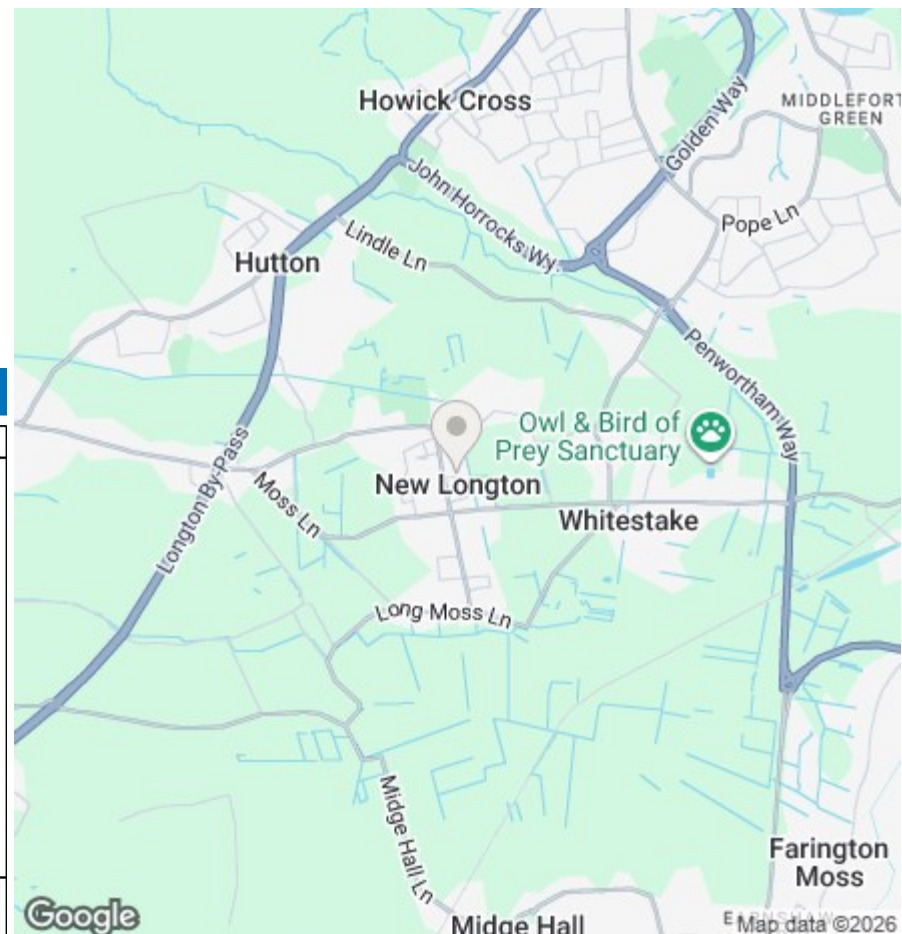 Howick Cross
MIDDLEFORT
GREEN
Golden Way
John Horrocks Wy.
Pope Ln
Lindle Ln
Hutton
Penwortham Way
Owl & Bird of
Prey Sanctuary
New Longton
Whitestake
Longton By-Pass
Moss Ln
Long Moss Ln
Midge Hall Ln
Farington
Moss
Midge Hall
Google
Map data ©2026